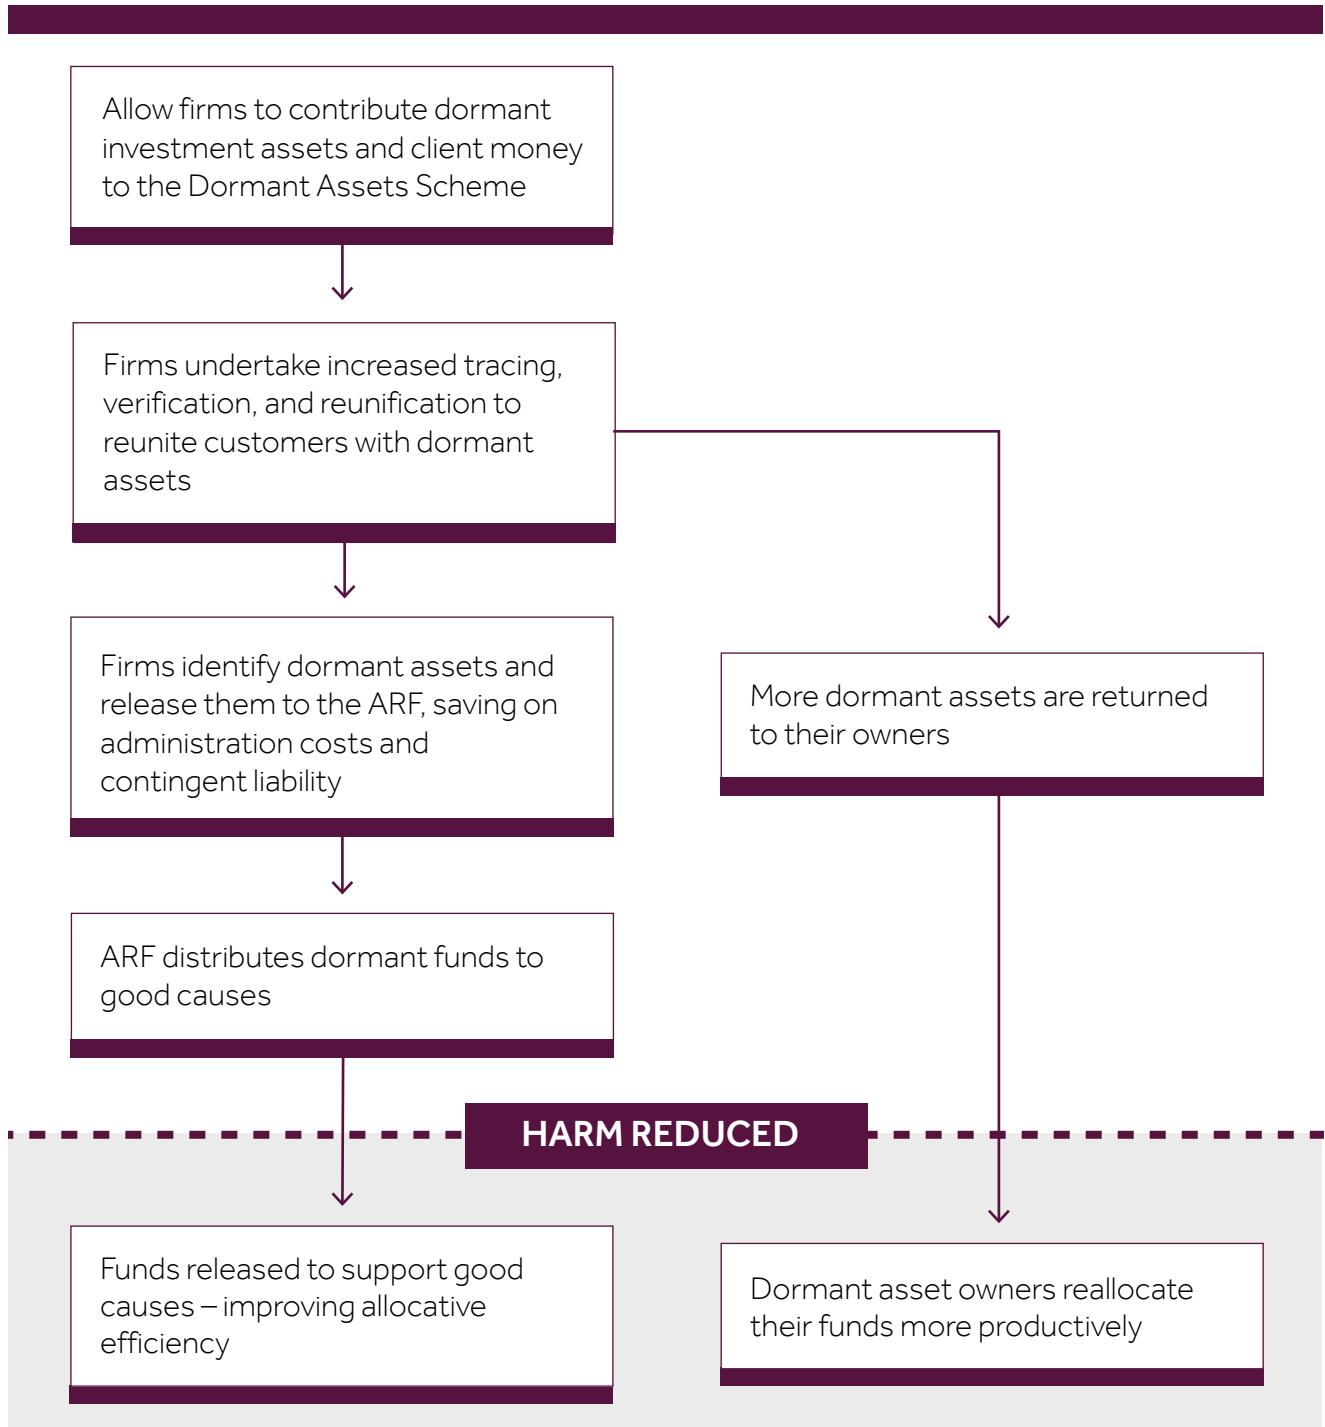 Allow firms to contribute dormant
investment assets and client money
to the Dormant Assets Scheme
Firms undertake increased tracing,
verification, and reunification to
reunite customers with dormant
assets
Firms identify dormant assets and
release them to the ARF, saving on
administration costs and
contingent liability
More dormant assets are returned
to their owners
ARF distributes dormant funds to
good causes
HARM REDUCED
Funds released to support good
causes – improving allocative
efficiency
Dormant asset owners reallocate
their funds more productively